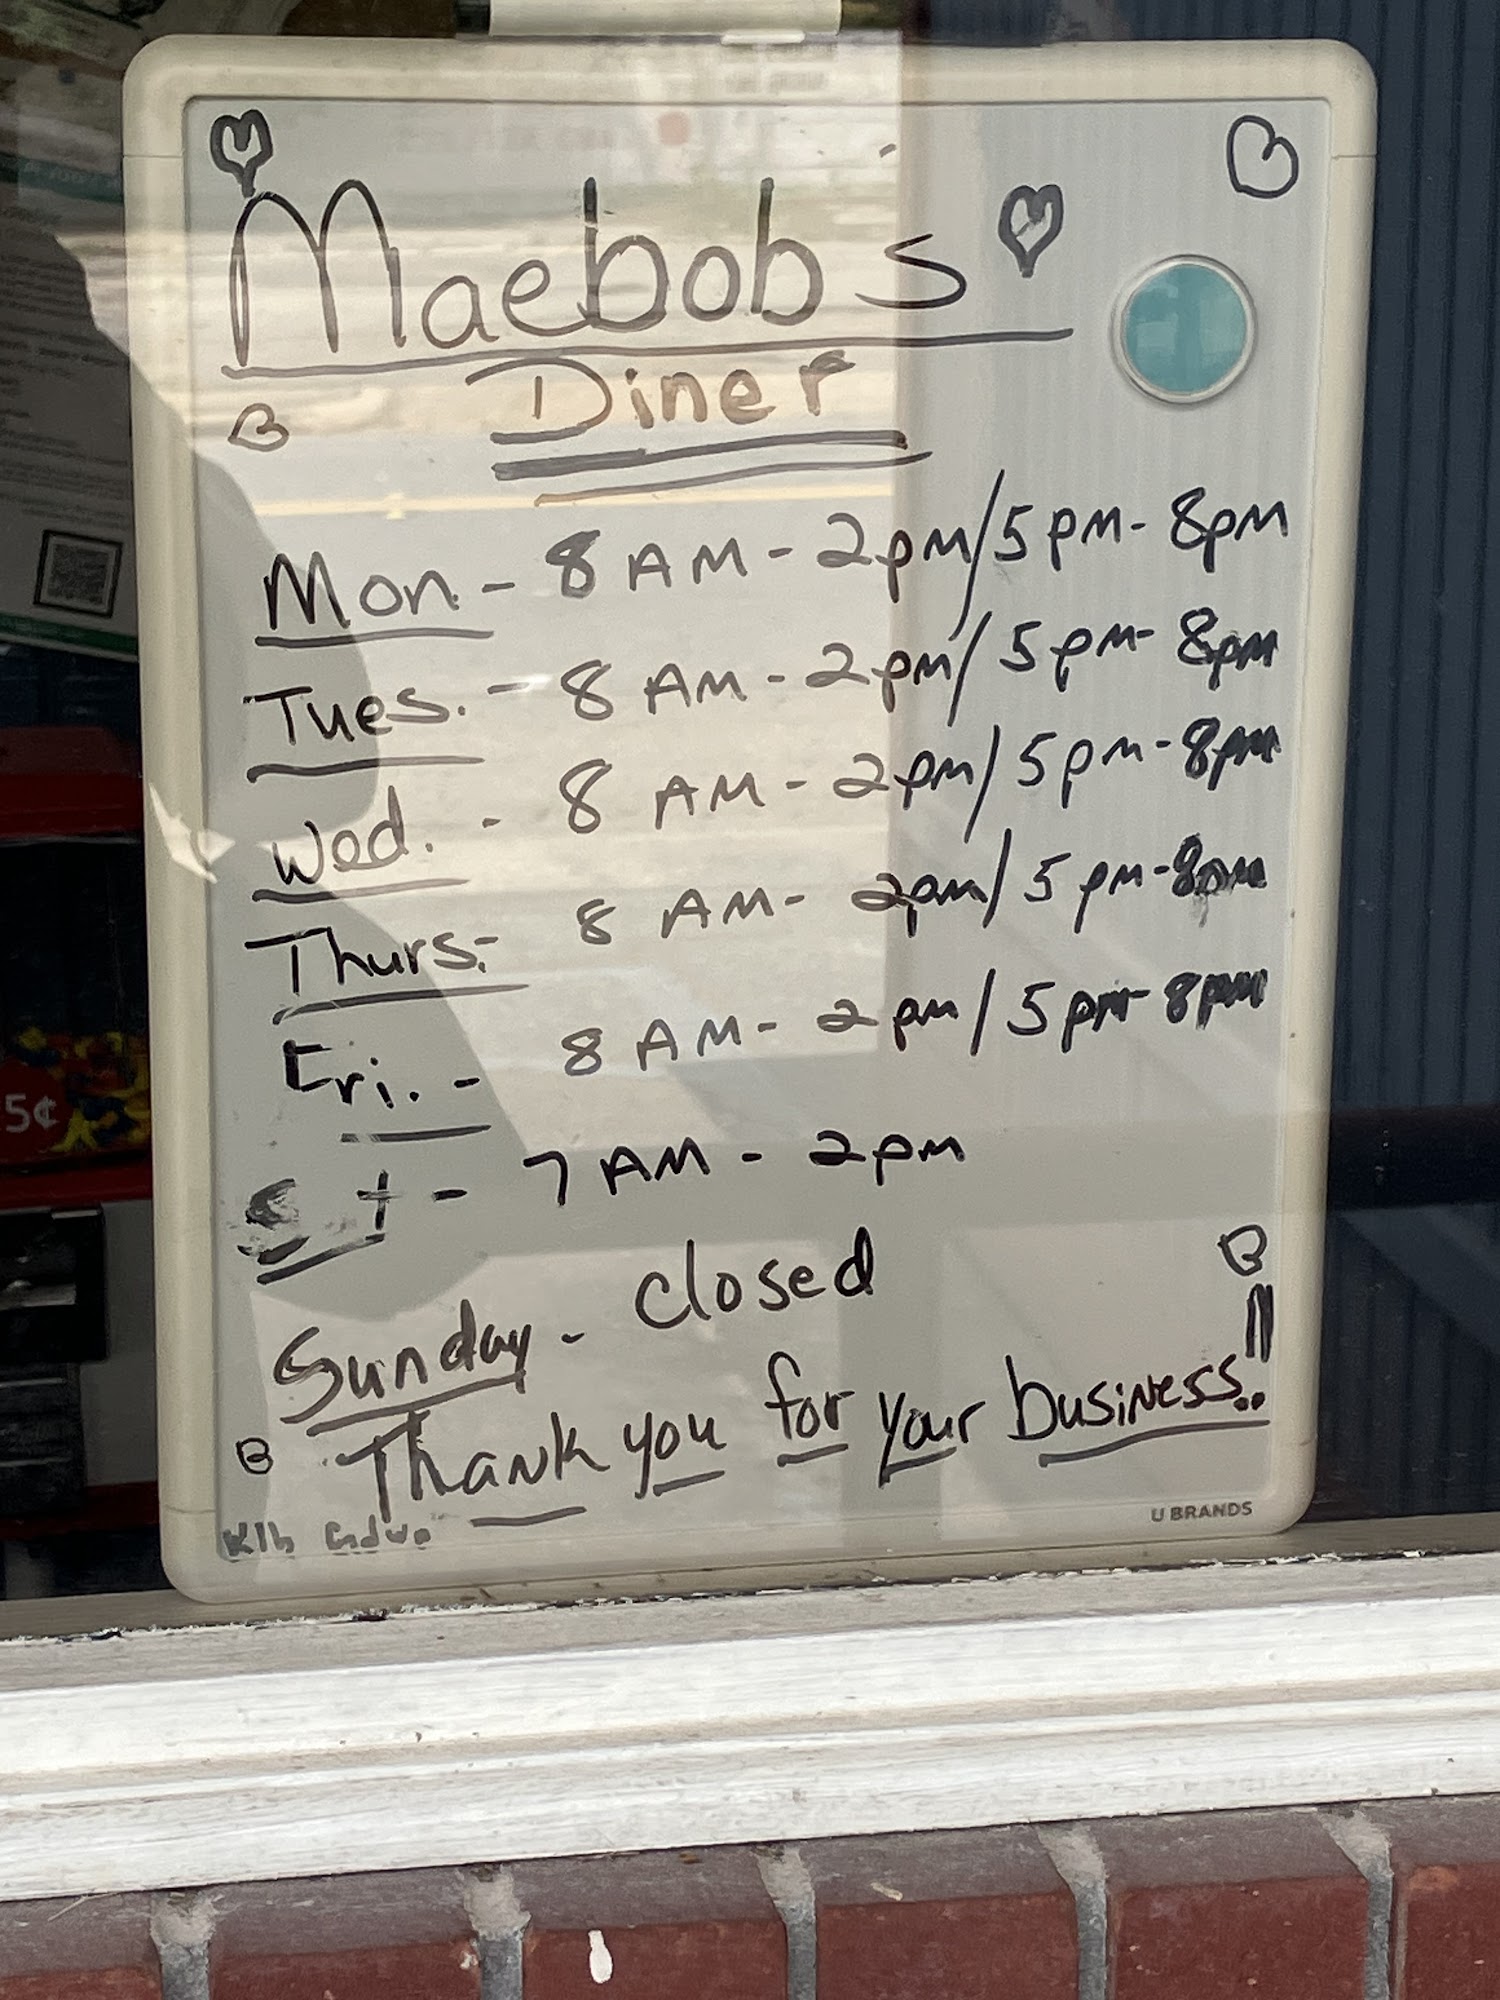 Maebobs
Diner
Mon. - 8 AM - 2pm/5pm - 8pm
Tues. - 8 AM - 2pm/5pm - 8pm
Wed. - 8 AM - 2pm/5pm - 8pm
Thurs. - 8 AM - 2pm/5pm - 8pm
Fri. - 8 AM - 2pm/5pm - 8pm
S t - 7 AM - 2pm
Sunday - closed
Thank you for your business..
U BRANDS
5¢